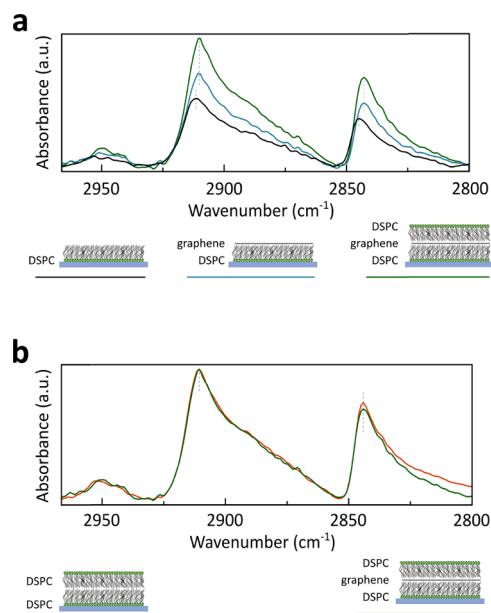 a
Absorbance (a.u.)
2950
2900
2850
2800
Wavenumber (cm-1)
DSPC
graphene
DSPC
DSPC
graphene
DSPC
b
Absorbance (a.u.)
2950
2900
2850
2800
Wavenumber (cm-1)
DSPC
DSPC
DSPC
graphene
DSPC